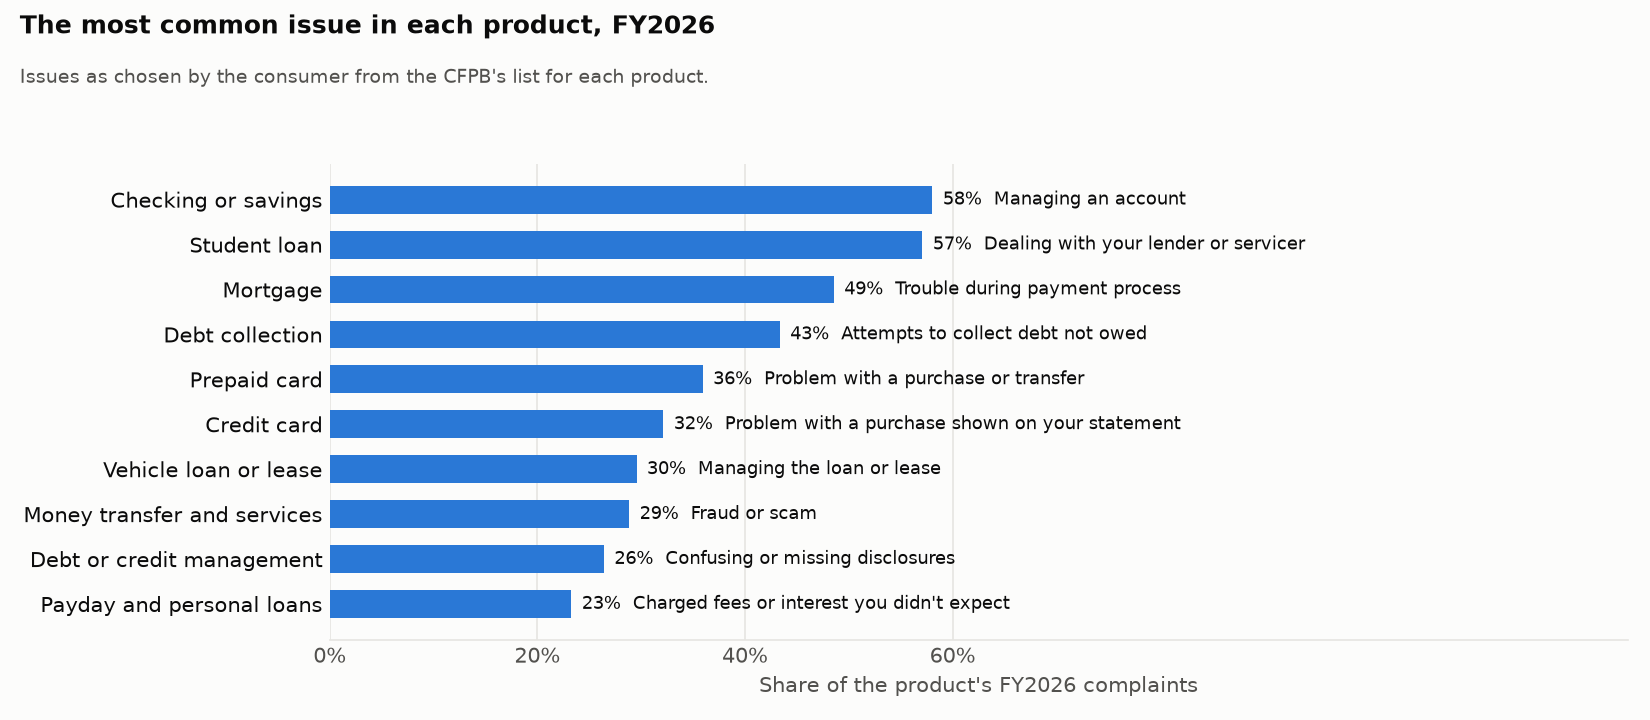 The most common issue in each product, FY2026
Issues as chosen by the consumer from the CFPB's list for each product.
Checking or savings 58% Managing an account
Student loan 57% Dealing with your lender or servicer
Mortgage 49% Trouble during payment process
Debt collection 43% Attempts to collect debt not owed
Prepaid card 36% Problem with a purchase or transfer
Credit card 32% Problem with a purchase shown on your statement
Vehicle loan or lease 30% Managing the loan or lease
Money transfer and services 29% Fraud or scam
Debt or credit management 26% Confusing or missing disclosures
Payday and personal loans 23% Charged fees or interest you didn't expect
0% 20% 40% 60%
Share of the product's FY2026 complaints